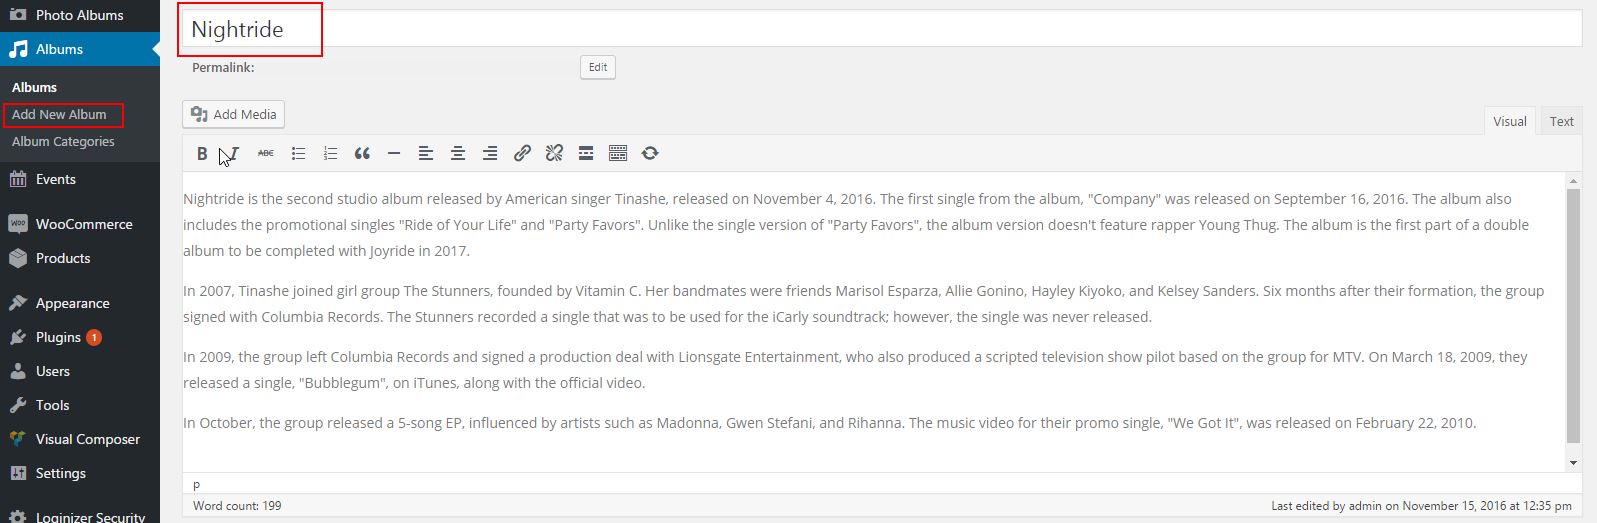 Photo Albums
Albums
Albums
Add New Album
Album Categories
Events
WOO WooCommerce
Products
Appearance
Plugins 1
Users
Tools
Visual Composer
Settings
Loginizer Security
Nightride
Permalink: Edit
Add Media
Visual Text
B I ABC
Nightride is the second studio album released by American singer Tinashe, released on November 4, 2016. The first single from the album, "Company" was released on September 16, 2016. The album also
includes the promotional singles "Ride of Your Life" and "Party Favors". Unlike the single version of "Party Favors", the album version doesn't feature rapper Young Thug. The album is the first part of a double
album to be completed with Joyride in 2017.
In 2007, Tinashe joined girl group The Stunners, founded by Vitamin C. Her bandmates were friends Marisol Esparza, Allie Gonino, Hayley Kiyoko, and Kelsey Sanders. Six months after their formation, the group
signed with Columbia Records. The Stunners recorded a single that was to be used for the iCarly soundtrack; however, the single was never released.
In 2009, the group left Columbia Records and signed a production deal with Lionsgate Entertainment, who also produced a scripted television show pilot based on the group for MTV. On March 18, 2009, they
released a single, "Bubblegum", on iTunes, along with the official video.
In October, the group released a 5-song EP, influenced by artists such as Madonna, Gwen Stefani, and Rihanna. The music video for their promo single, "We Got It", was released on February 22, 2010.
p
Word count: 199 Last edited by admin on November 15, 2016 at 12:35 pm